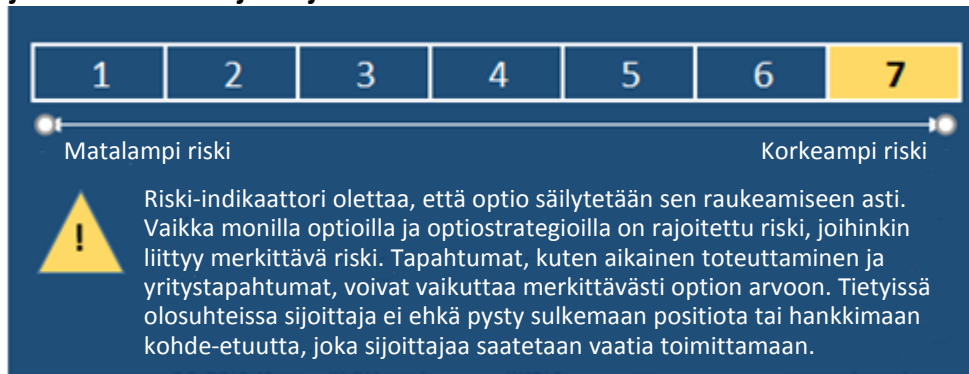 1 2 3 4 5 6 7
Matalampi riski Korkeampi riski
Riski-indikaattori olettaa, että optio säilytetään sen raukeamiseen asti.
Vaikka monilla optioilla ja optiostrategioilla on rajoitettu riski, joihinkin
! liittyy merkittävä riski. Tapahtumat, kuten aikainen toteuttaminen ja
yritystapahtumat, voivat vaikuttaa merkittävästi option arvoon. Tietyissä
olosuhteissa sijoittaja ei ehkä pysty sulkemaan positiota tai hankkimaan
kohde-etuutta, joka sijoittajaa saatetaan vaatia toimittamaan.